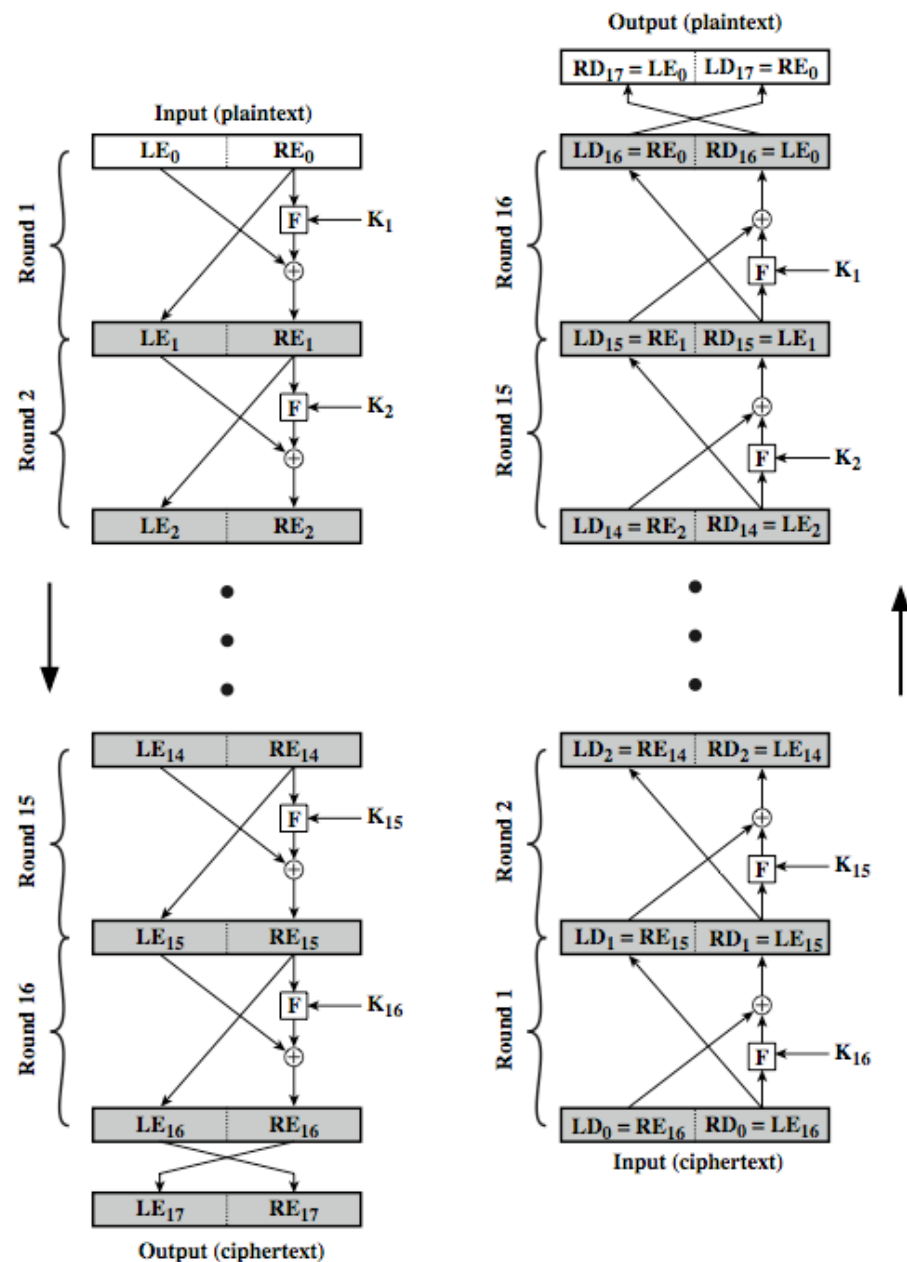 Input (plaintext)
LE₀ RE₀
Round 1
F
K₁
+
LE₁ RE₁
Round 2
F
K₂
+
LE₂ RE₂
LE₁₄ RE₁₄
Round 15
F
K₁₅
+
LE₁₅ RE₁₅
Round 16
F
K₁₆
+
LE₁₆ RE₁₆
LE₁₇ RE₁₇
Output (ciphertext)
Output (plaintext)
RD₁₇ = LE₀ LD₁₇ = RE₀
LD₁₆ = RE₀ RD₁₆ = LE₀
Round 16
+
F
K₁
LD₁₅ = RE₁ RD₁₅ = LE₁
Round 15
+
F
K₂
LD₁₄ = RE₂ RD₁₄ = LE₂
LD₂ = RE₁₄ RD₂ = LE₁₄
Round 2
+
F
K₁₅
LD₁ = RE₁₅ RD₁ = LE₁₅
Round 1
+
F
K₁₆
LD₀ = RE₁₆ RD₀ = LE₁₆
Input (ciphertext)